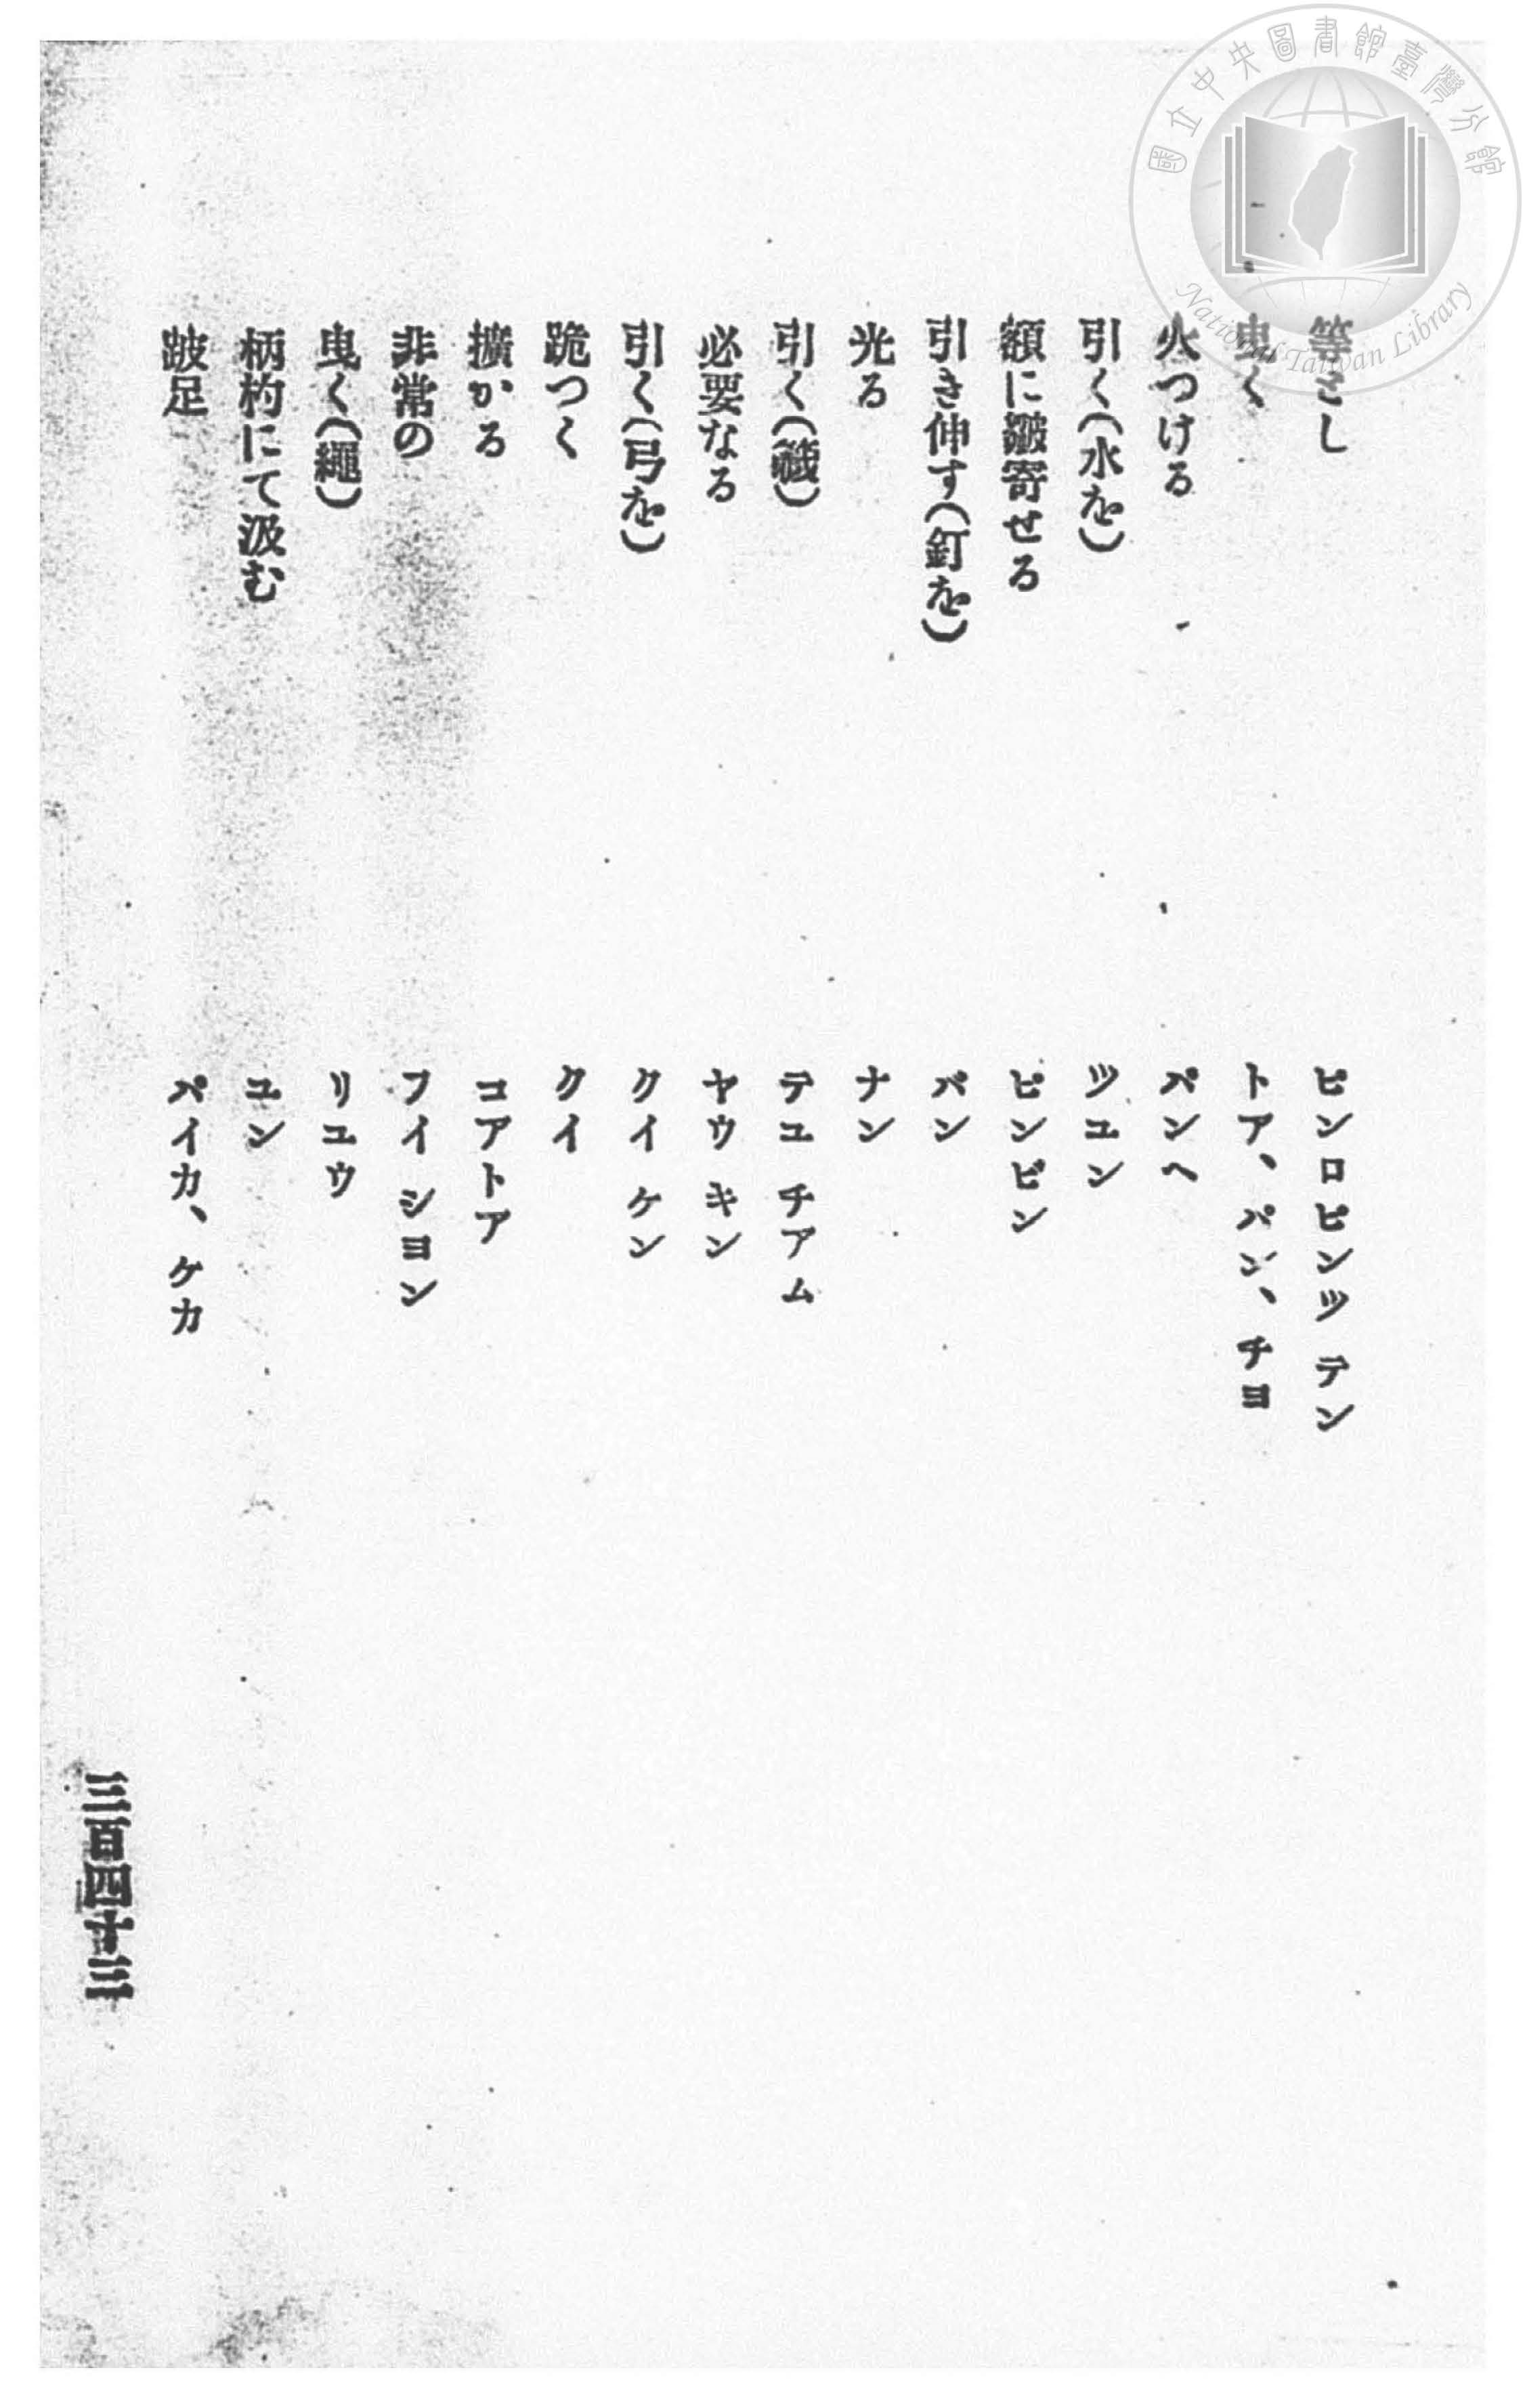 國立中央圖書館臺灣分館
National Taiwan Library
等さし　ピンロピンツ テン
曳く　トア、パン、チヨ
火つける　パンヘ
引く(水を)　ツユン
額に皺寄せる　ピンビン
引き伸す(釘を)　バン
光る　ナン
引く(籤)　テユ チアム
必要なる　ヤウ キン
引く(弓を)　クイ ケン
跪つく　クイ
擴かる　コアトア
非常の　フイ シヨン
曳く(繩)　リユウ
柄杓にて汲む　ユン
跛足　パイカ、ケカ
三百四十三